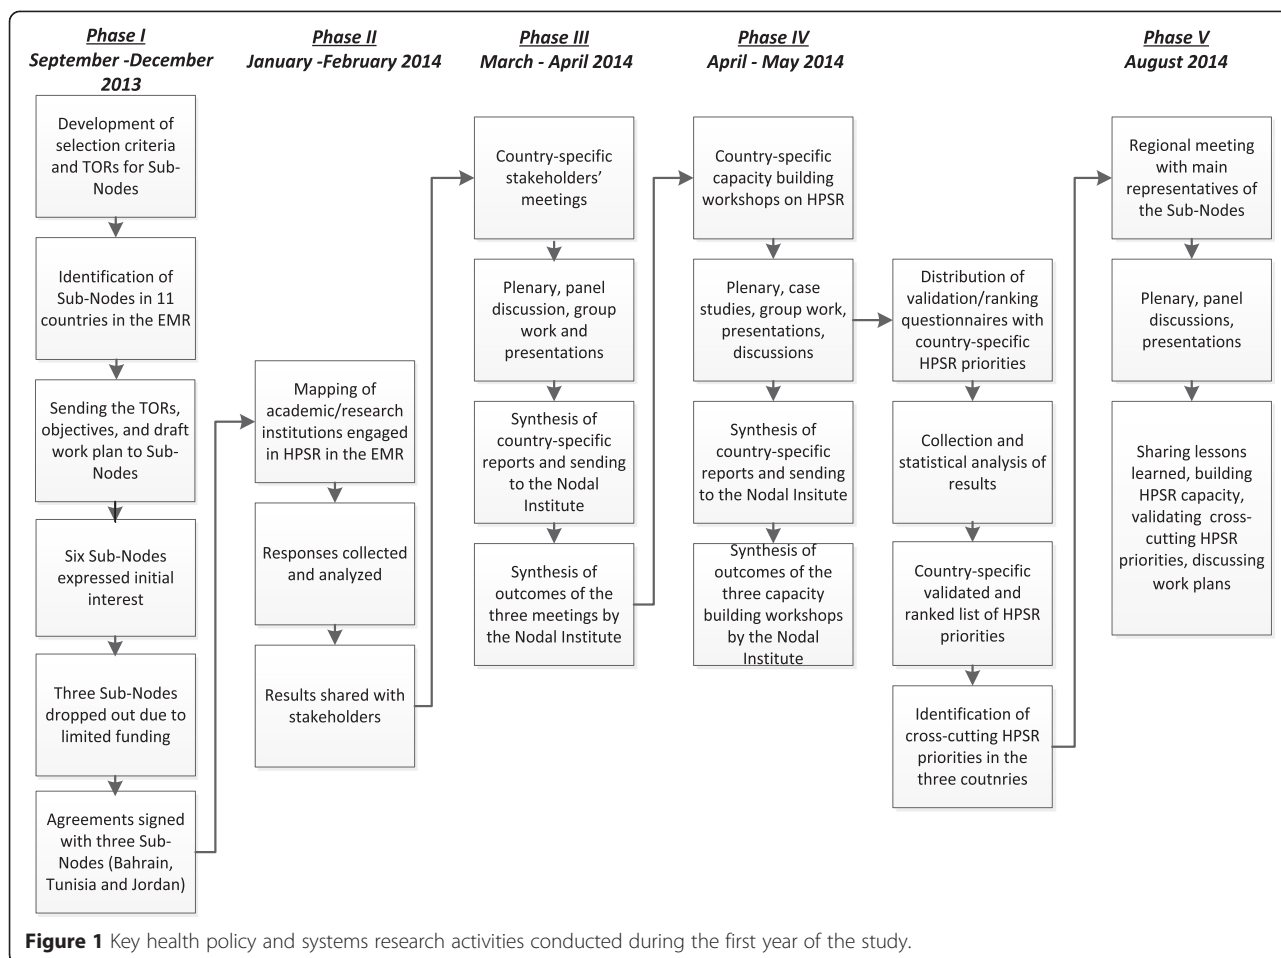 Phase I
September -December
2013
Development of
selection criteria
and TORs for Sub-
Nodes
Identification of
Sub-Nodes in 11
countries in the EMR
Sending the TORs,
objectives, and draft
work plan to Sub-
Nodes
Six Sub-Nodes
expressed initial
interest
Three Sub-Nodes
dropped out due to
limited funding
Agreements signed
with three Sub-
Nodes (Bahrain,
Tunisia and Jordan)
Phase II
January -February 2014
Mapping of
academic/research
institutions engaged
in HPSR in the EMR
Responses collected
and analyzed
Results shared with
stakeholders
Phase III
March - April 2014
Country-specific
stakeholders’
meetings
Plenary, panel
discussion, group
work and
presentations
Synthesis of
country-specific
reports and sending
to the Nodal
Institute
Synthesis of
outcomes of the
three meetings by
the Nodal Institute
Phase IV
April - May 2014
Country-specific
capacity building
workshops on HPSR
Plenary, case
studies, group work,
presentations,
discussions
Synthesis of
country-specific
reports and sending
to the Nodal Insitute
Synthesis of
outcomes of the
three capacity
building workshops
by the Nodal
Institute
Distribution of
validation/ranking
questionnaires with
country-specific
HPSR priorities
Collection and
statistical analysis of
results
Country-specific
validated and
ranked list of HPSR
priorities
Identification of
cross-cutting HPSR
priorities in the
three coutnries
Phase V
August 2014
Regional meeting
with main
representatives of
the Sub-Nodes
Plenary, panel
discussions,
presentations
Sharing lessons
learned, building
HPSR capacity,
validating cross-
cutting HPSR
priorities, discussing
work plans
Figure 1 Key health policy and systems research activities conducted during the first year of the study.